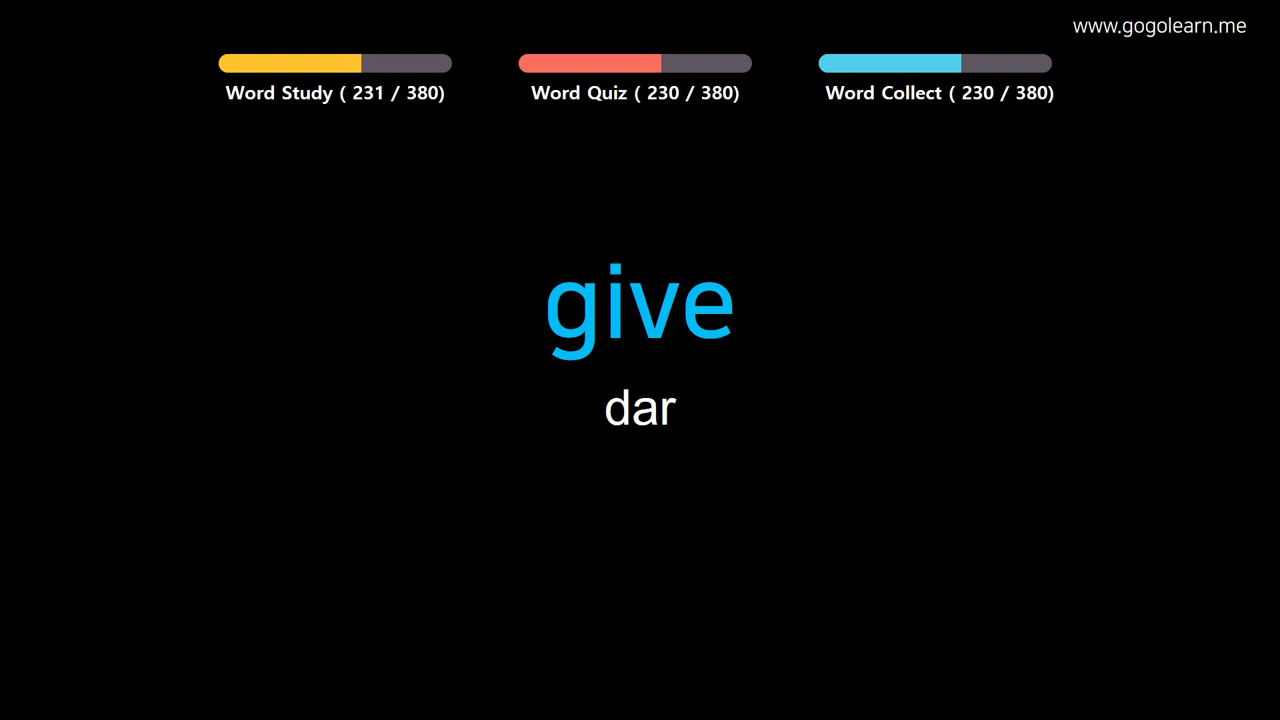 www.gogolearn.me
Word Study ( 231 / 380)
Word Quiz ( 230 / 380)
Word Collect ( 230 / 380)
give
dar